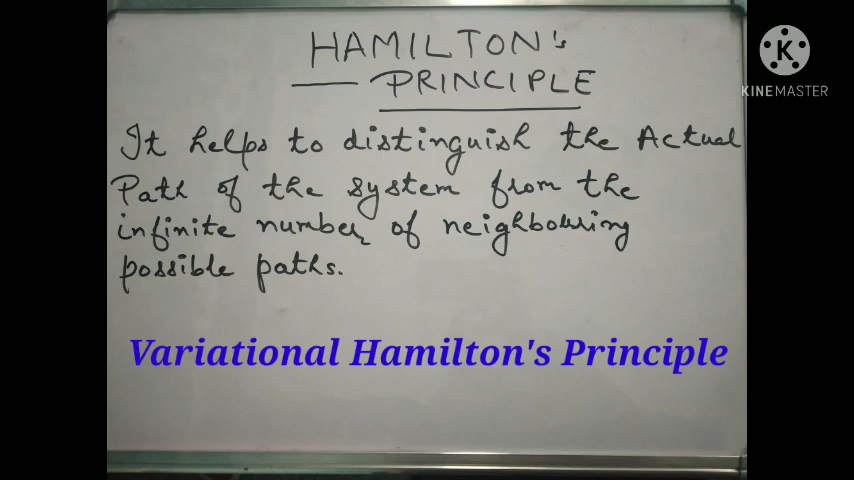 HAMILTON's
PRINCIPLE
It helps to distinguish the Actual
Path of the system from the
infinite number of neighbouring
possible paths.
Variational Hamilton's Principle
K
KINEMASTER